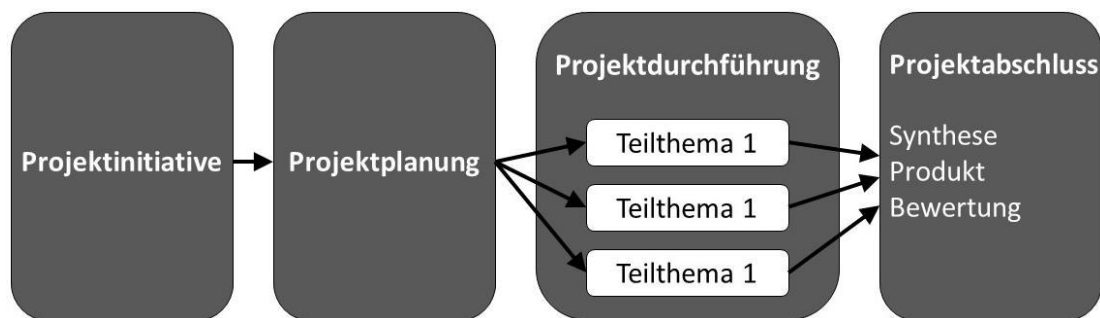 Projektinitiative
Projektplanung
Projektdurchführung
Teilthema 1
Teilthema 1
Teilthema 1
Projektabschluss
Synthese
Produkt
Bewertung